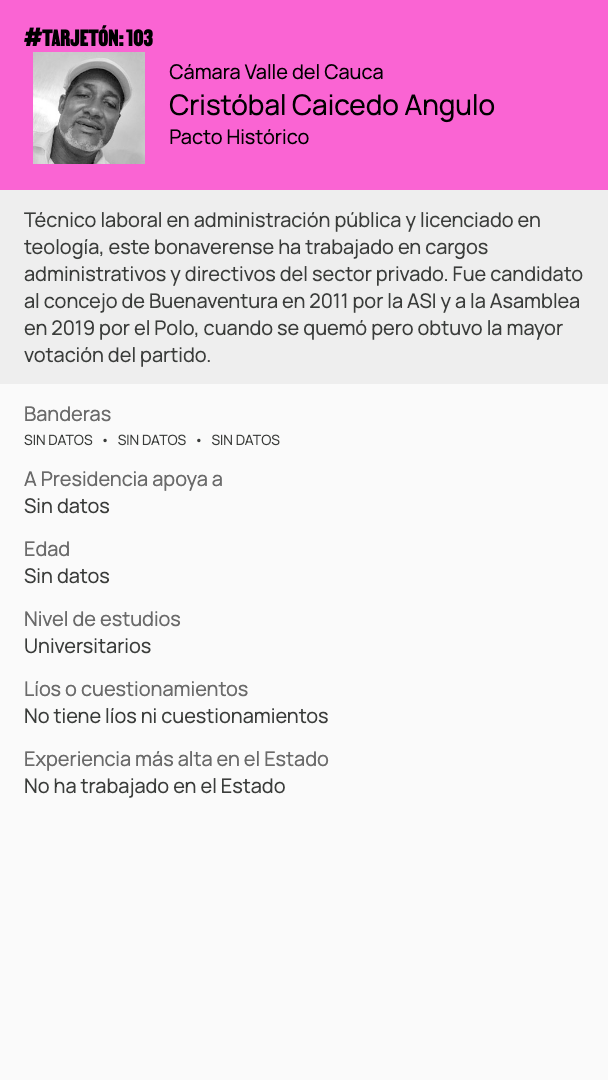 #TARJETÓN: 103
Cámara Valle del Cauca
Cristóbal Caicedo Angulo
Pacto Histórico
Técnico laboral en administración pública y licenciado en
teología, este bonaverense ha trabajado en cargos
administrativos y directivos del sector privado. Fue candidato
al concejo de Buenaventura en 2011 por la ASI y a la Asamblea
en 2019 por el Polo, cuando se quemó pero obtuvo la mayor
votación del partido.
Banderas
SIN DATOS • SIN DATOS • SIN DATOS
A Presidencia apoya a
Sin datos
Edad
Sin datos
Nivel de estudios
Universitarios
Líos o cuestionamientos
No tiene líos ni cuestionamientos
Experiencia más alta en el Estado
No ha trabajado en el Estado